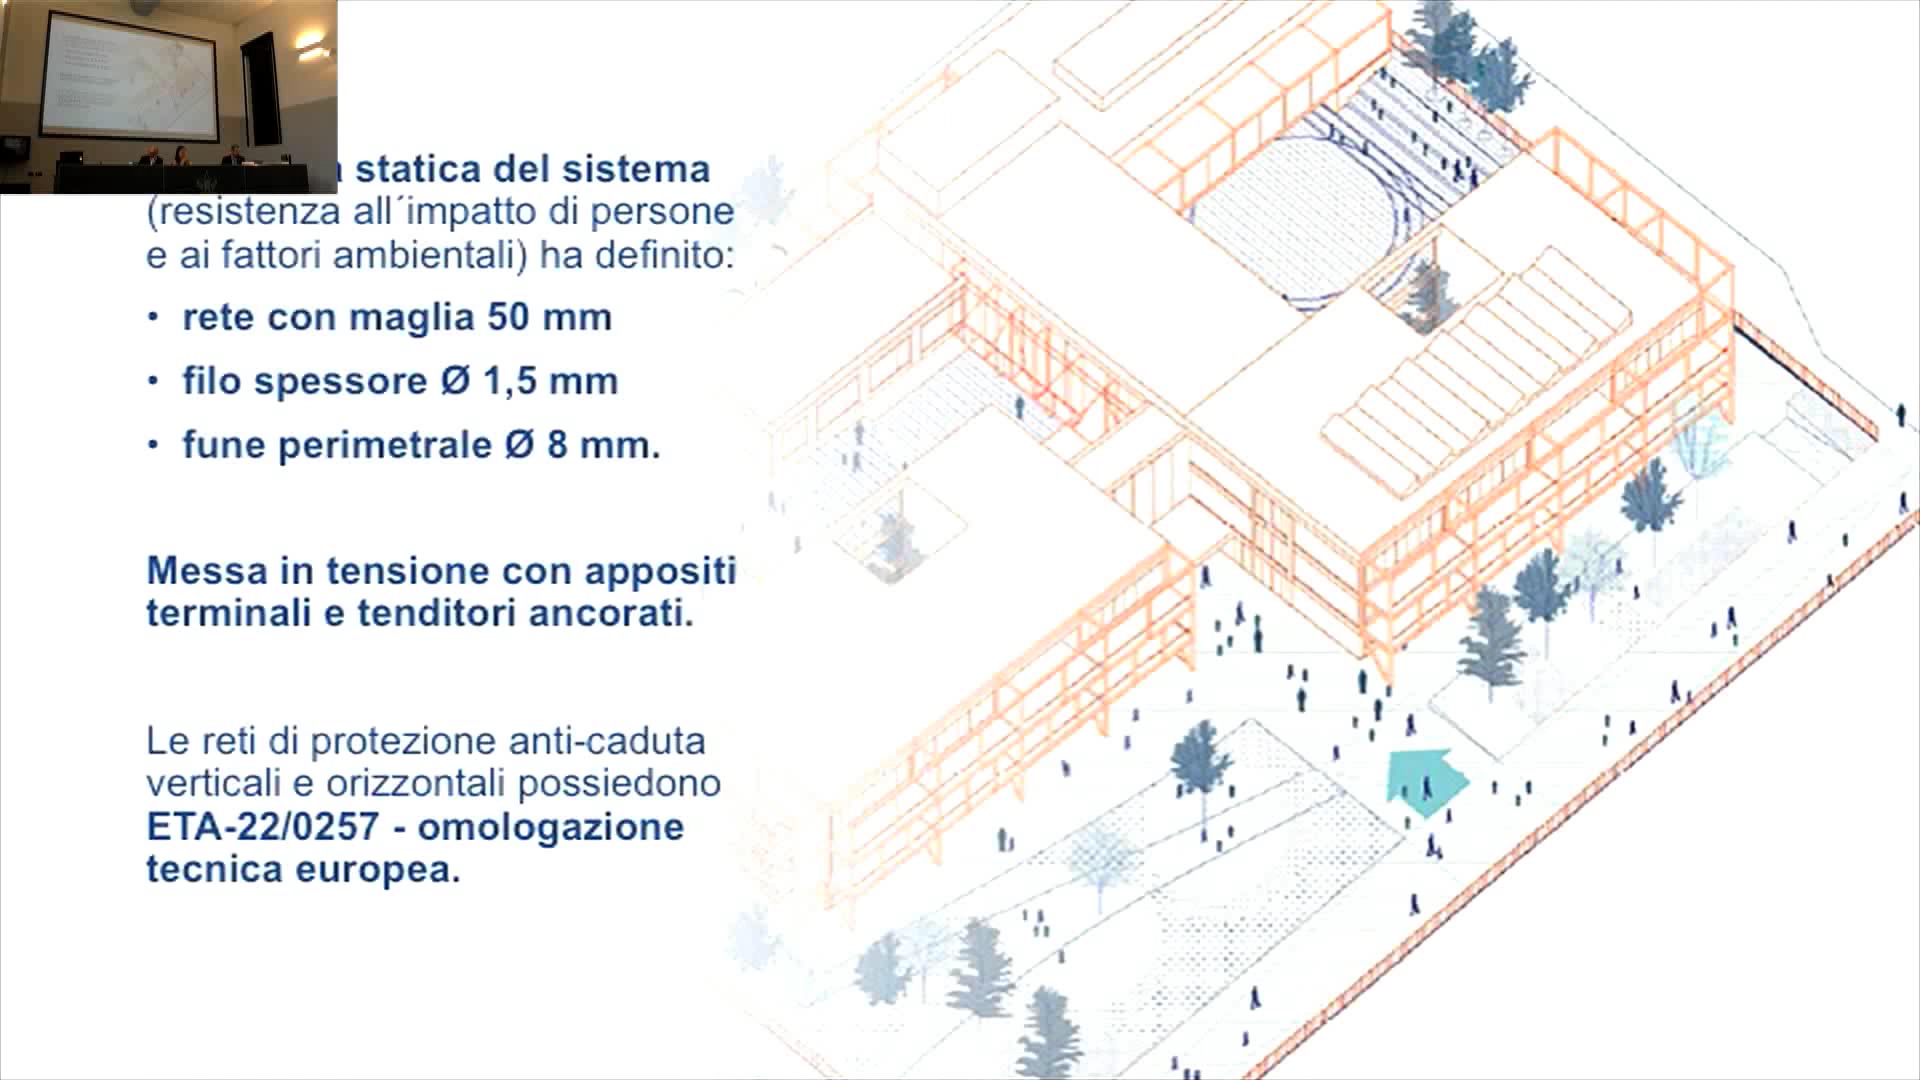 statica del sistema
(resistenza all´impatto di persone
e ai fattori ambientali) ha definito:
• rete con maglia 50 mm
• filo spessore Ø 1,5 mm
• fune perimetrale Ø 8 mm.
Messa in tensione con appositi
terminali e tenditori ancorati.
Le reti di protezione anti-caduta
verticali e orizzontali possiedono
ETA-22/0257 - omologazione
tecnica europea.